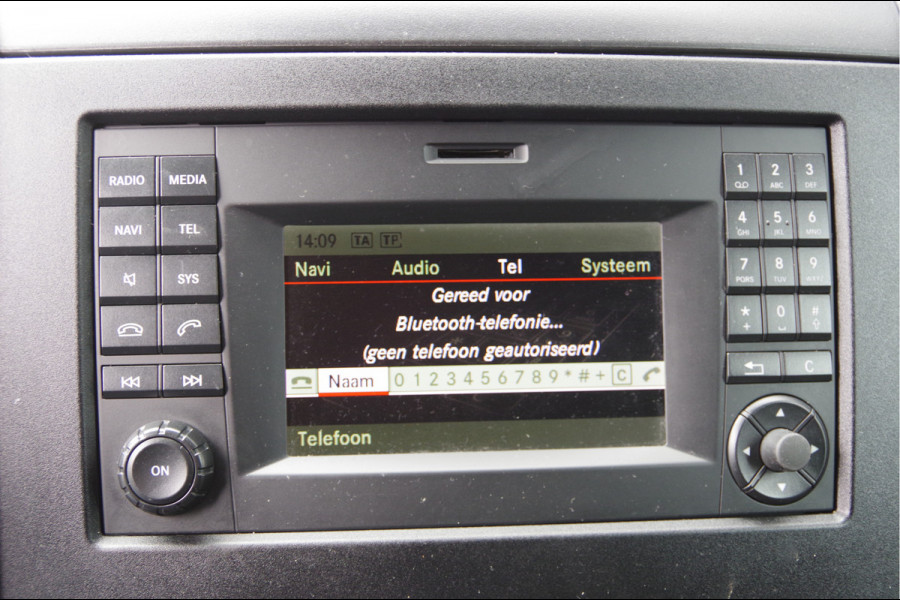 RADIO MEDIA
NAVI TEL
SYS
ON
14:09 TA TP
Navi Audio Tel Systeem
Gereed voor
Bluetooth-telefonie...
(geen telefoon geautoriseerd)
Naam 0 1 2 3 4 5 6 7 8 9 * # + C
Telefoon
1 2 3
ABC DEF
4 .5. 6
GHI JKL MNO
7 8 9
PQRS TUV WXYZ
* 0 #
+
C